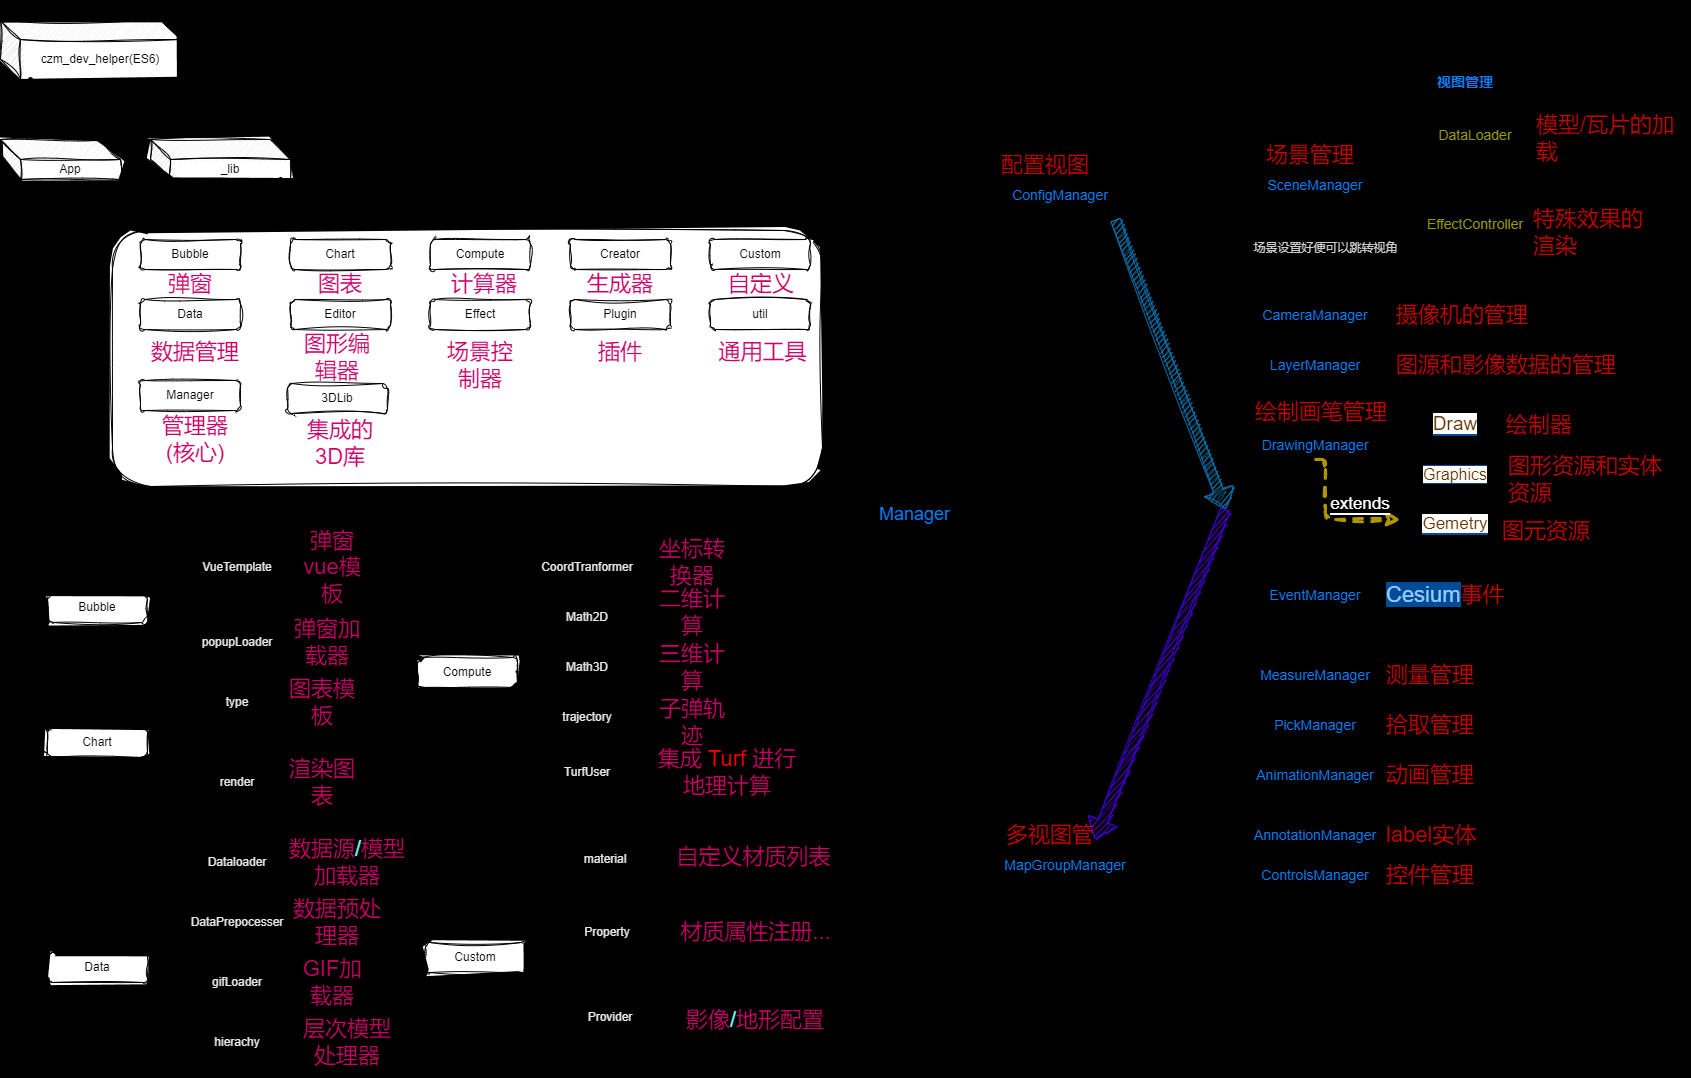 czm_dev_helper(ES6)
App
_lib
Bubble
弹窗
Chart
图表
Compute
计算器
Creator
生成器
Custom
自定义
Data
数据管理
Editor
图形编
辑器
Effect
场景控
制器
Plugin
插件
util
通用工具
Manager
管理器
(核心)
3DLib
集成的
3D库
Bubble
VueTemplate
弹窗
vue模
板
popupLoader
弹窗加
载器
Chart
type
图表模
板
render
渲染图
表
Data
Dataloader
数据源/模型
加载器
DataPrepocesser
数据预处
理器
gifLoader
GIF加
载器
hierachy
层次模型
处理器
Compute
CoordTranformer
坐标转
换器
Math2D
二维计
算
Math3D
三维计
算
trajectory
子弹轨
迹
TurfUser
集成 Turf 进行
地理计算
Custom
material
自定义材质列表
Property
材质属性注册...
Provider
影像/地形配置
Manager
配置视图
ConfigManager
多视图管
MapGroupManager
视图管理
场景管理
SceneManager
DataLoader
模型/瓦片的加
载
EffectController
特殊效果的
渲染
场景设置好便可以跳转视角
CameraManager
摄像机的管理
LayerManager
图源和影像数据的管理
绘制画笔管理
DrawingManager
extends
Draw
绘制器
Graphics
图形资源和实体
资源
Gemetry
图元资源
EventManager
Cesium事件
MeasureManager
测量管理
PickManager
拾取管理
AnimationManager
动画管理
AnnotationManager
label实体
ControlsManager
控件管理